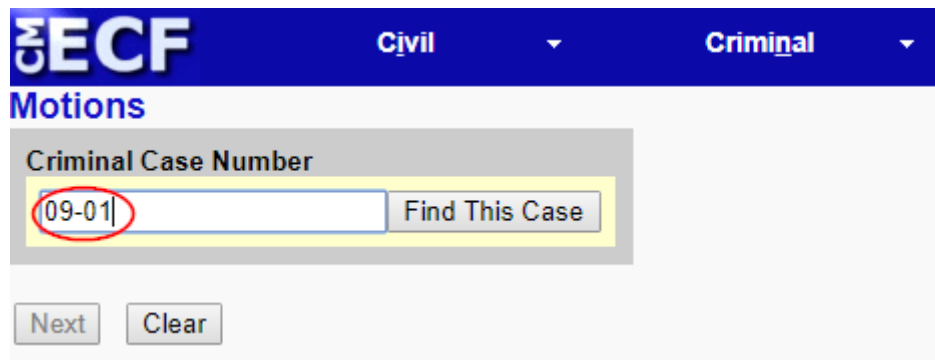 CM ECF Civil Criminal
Motions
Criminal Case Number
09-01 Find This Case
Next Clear